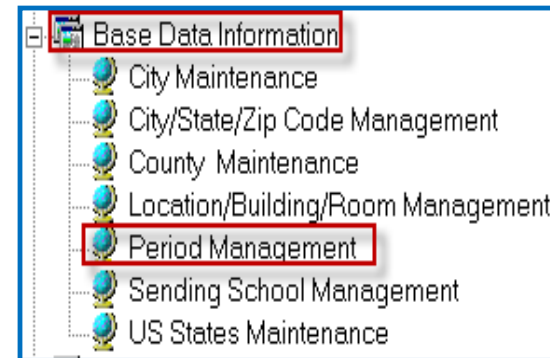 Base Data Information
City Maintenance
City/State/Zip Code Management
County Maintenance
Location/Building/Room Management
Period Management
Sending School Management
US States Maintenance